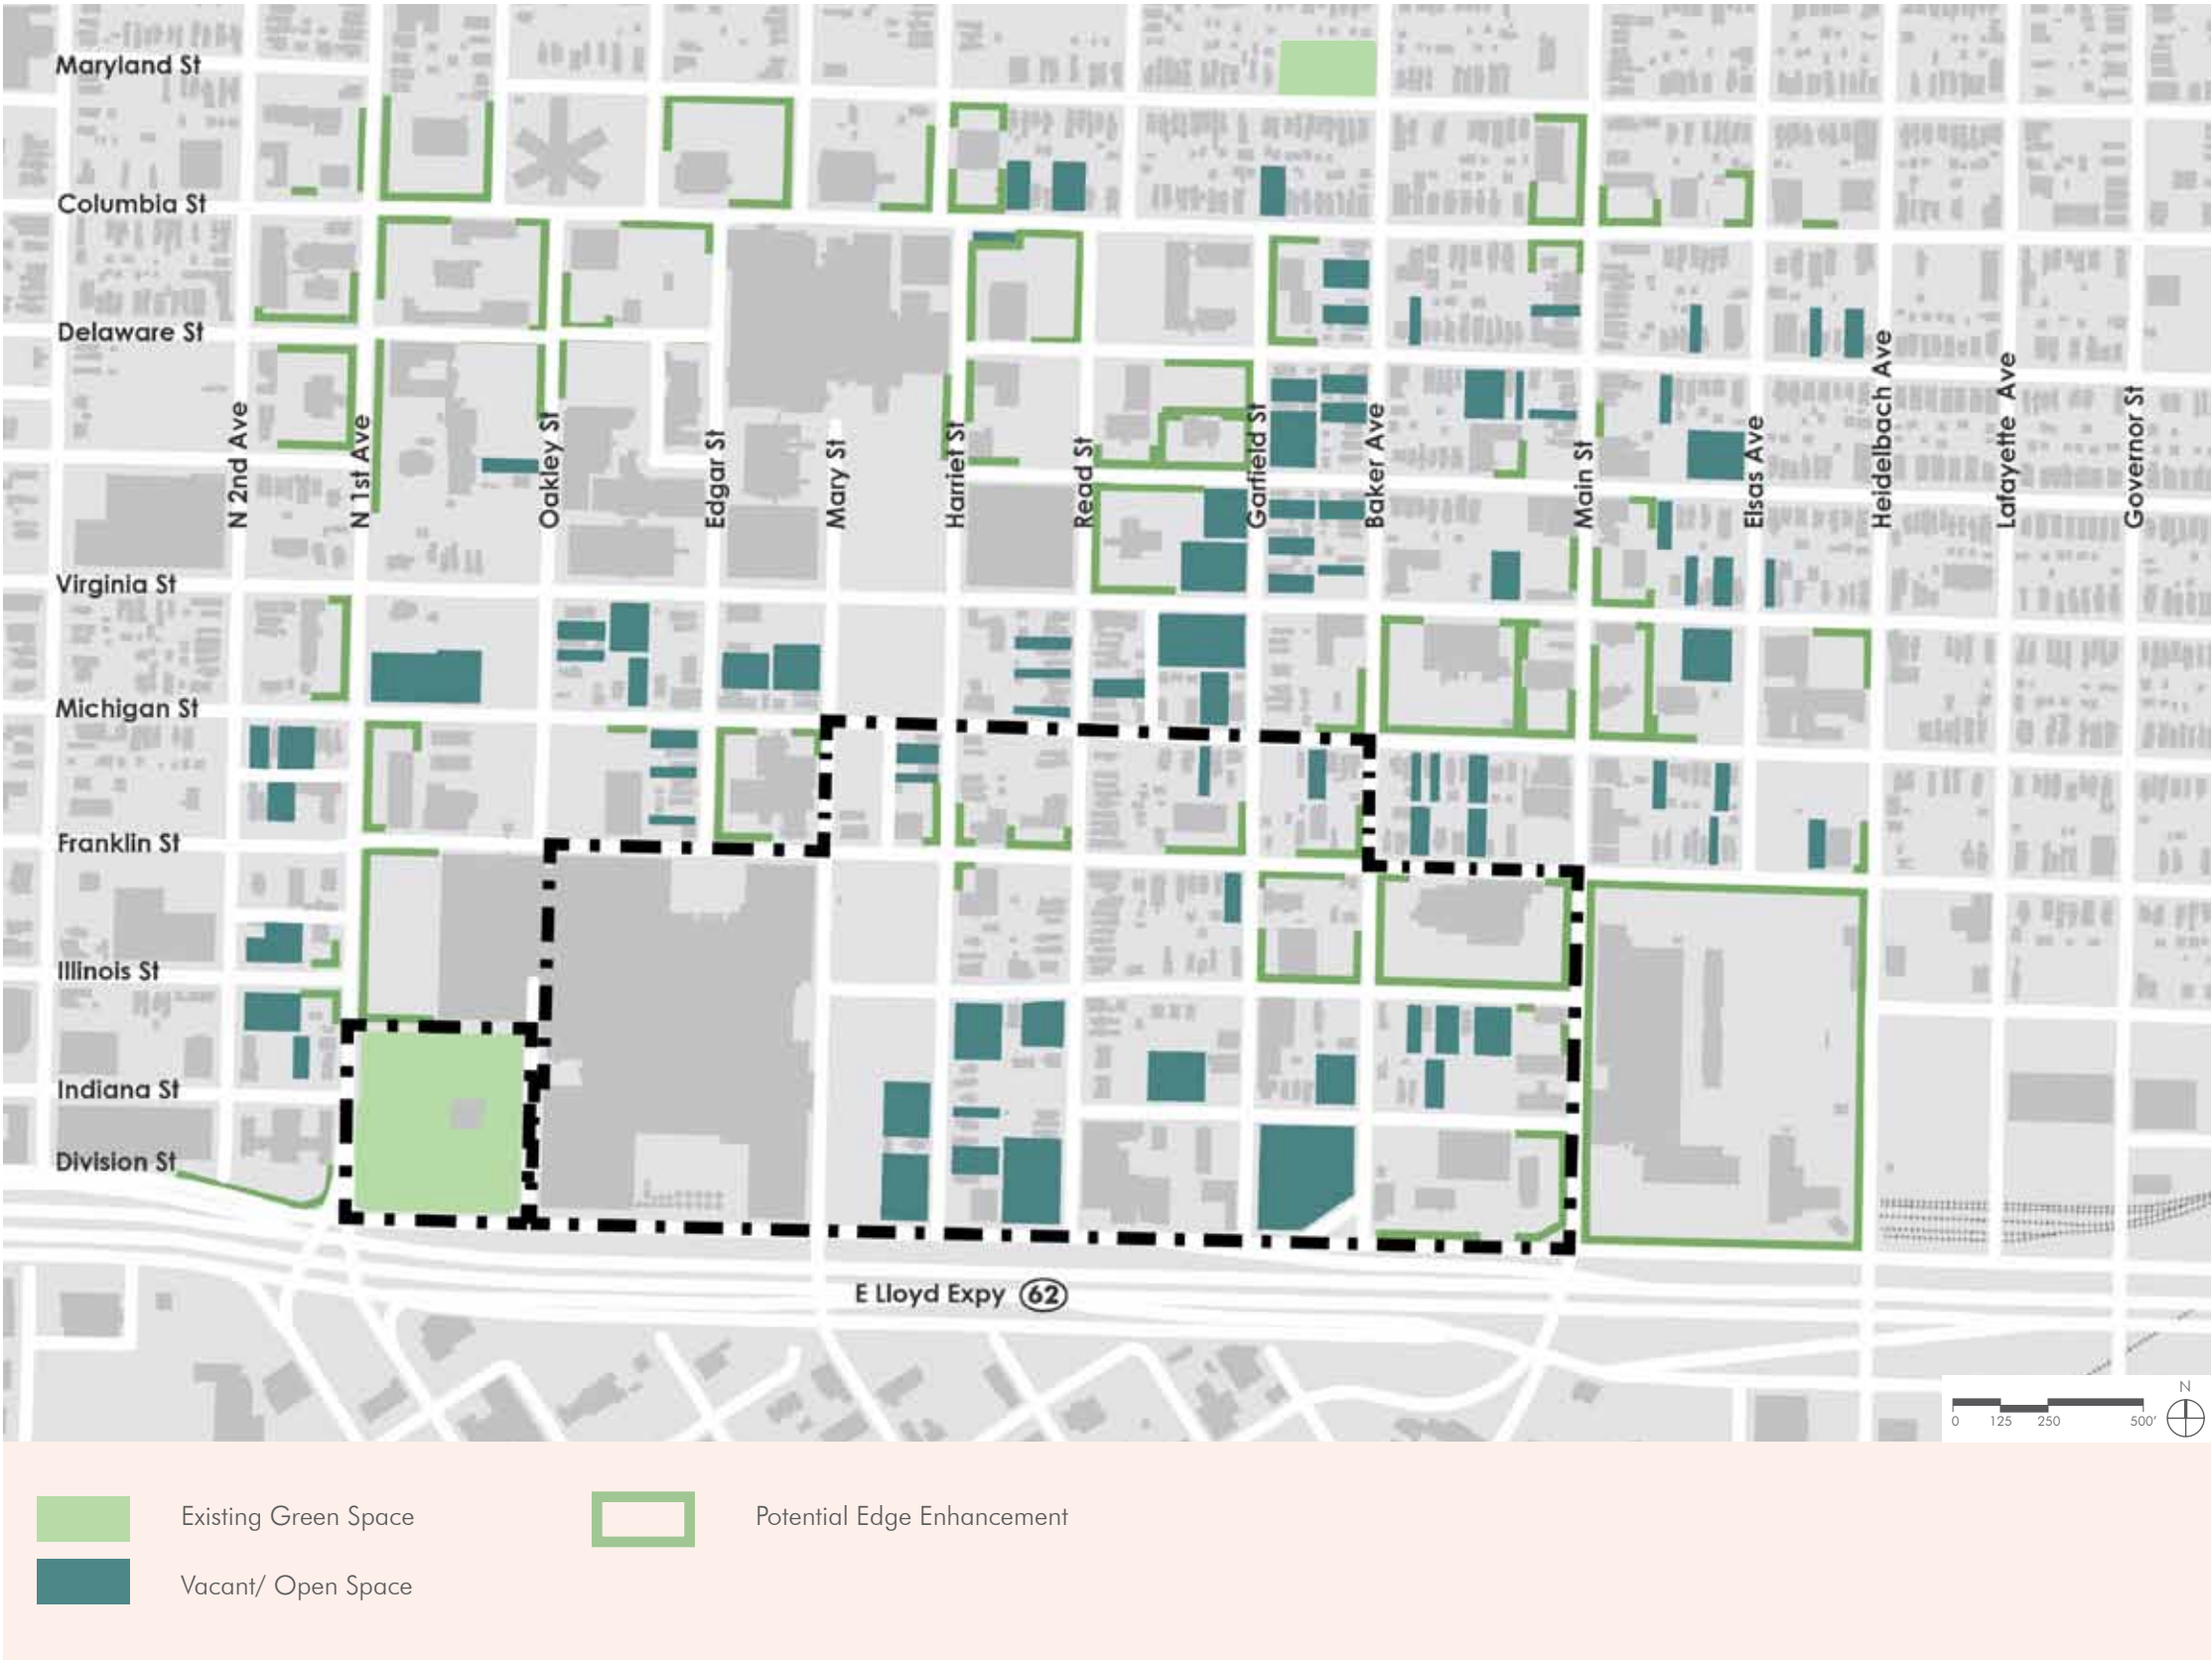 Maryland St
Columbia St
Delaware St
N 2nd Ave
N 1st Ave
Oakley St
Edgar St
Mary St
Harriet St
Read St
Garfield St
Baker Ave
Main St
Elsas Ave
Heidelbach Ave
Lafayette Ave
Governor St
Virginia St
Michigan St
Franklin St
Illinois St
Indiana St
Division St
E Lloyd Expy 62
N
0 125 250 500'
Existing Green Space
Potential Edge Enhancement
Vacant/ Open Space